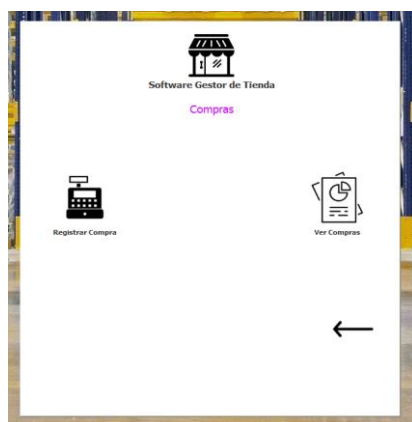 Software Gestor de Tienda
Compras
Registrar Compra
Ver Compras